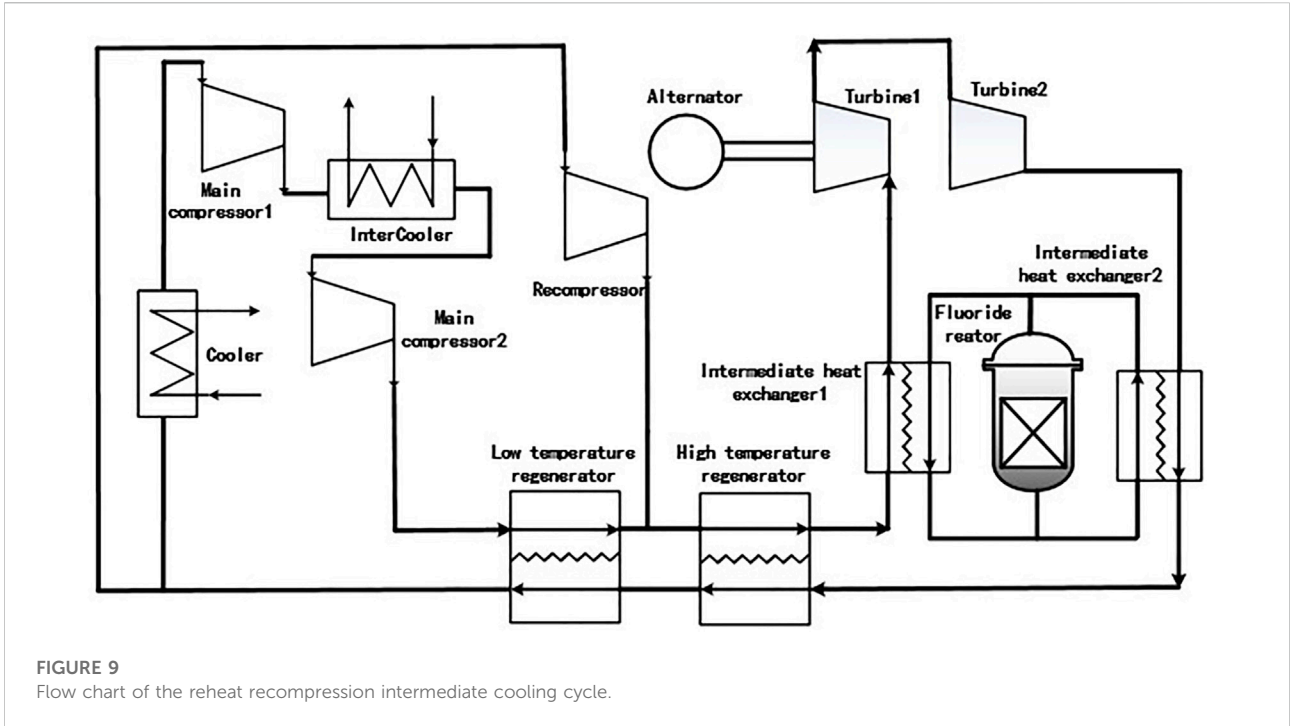 Alternator
Turbine1
Turbine2
Main
compressor1
InterCooler
Recompressor
Intermediate
heat exchanger2
Fluoride
reator
Main
compressor2
Cooler
Intermediate heat
exchanger1
Low temperature
regenerator
High temperature
regenerator
FIGURE 9
Flow chart of the reheat recompression intermediate cooling cycle.